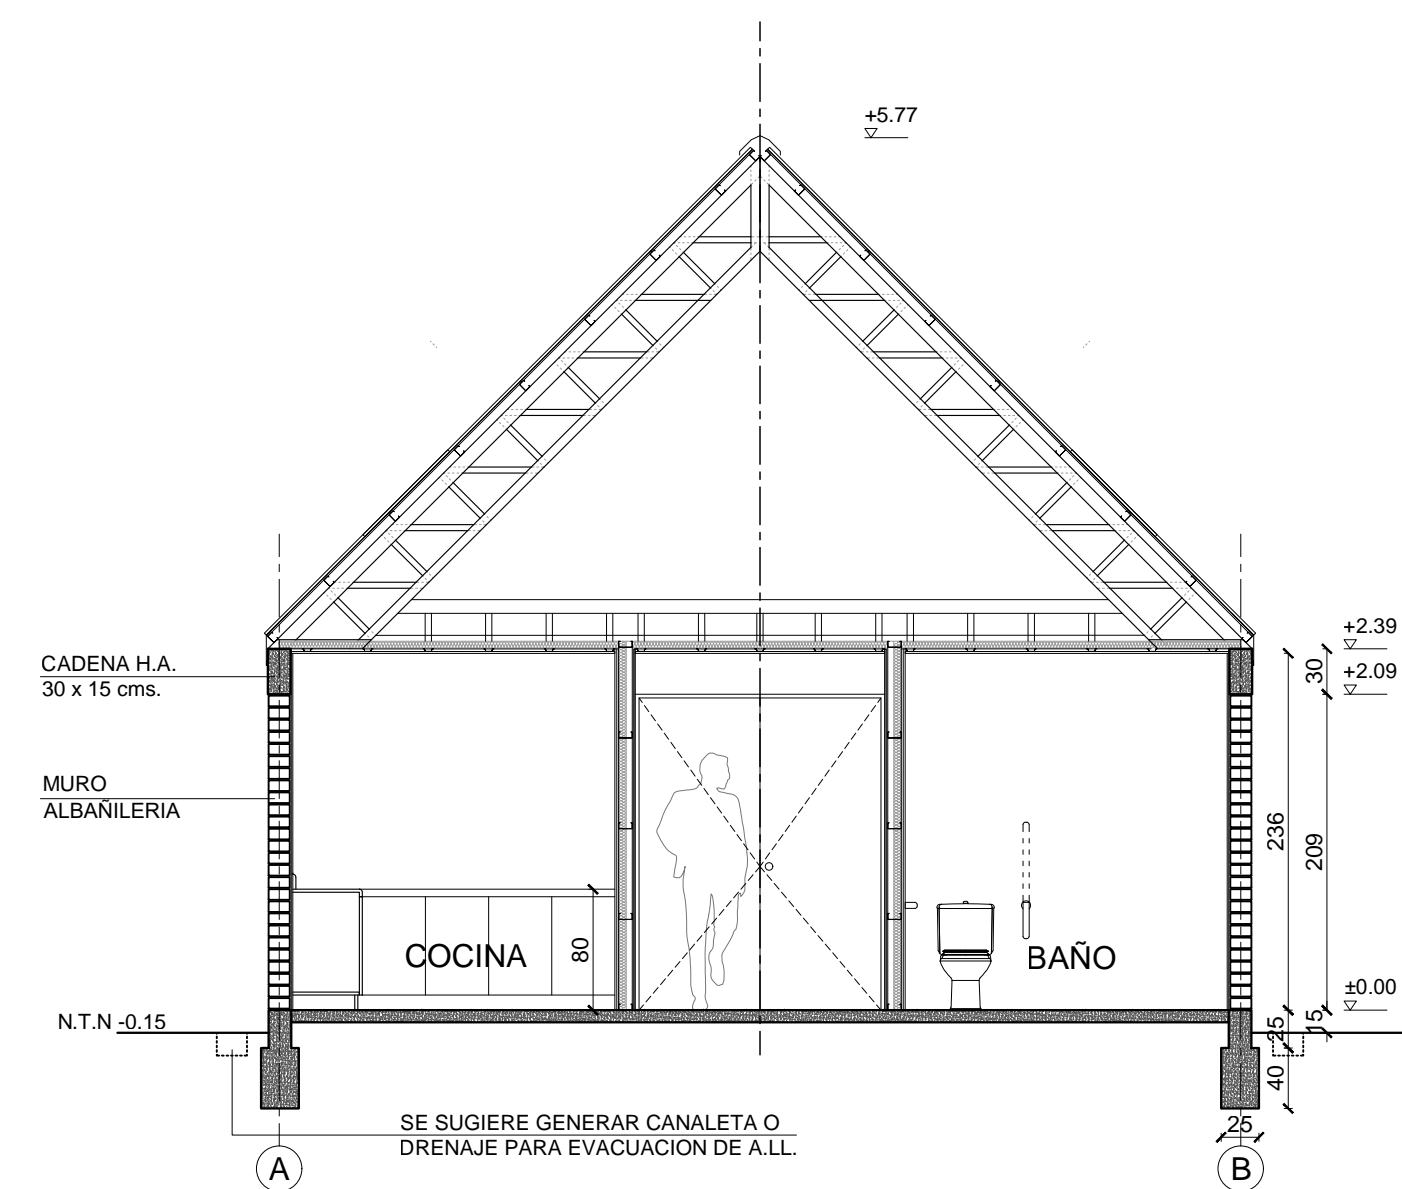 +5.77
+2.39
CADENA H.A.
30 x 15 cms.
30
+2.09
MURO
ALBAÑILERIA
236
209
COCINA
80
BAÑO
±0.00
N.T.N -0.15
25
15
40
SE SUGIERE GENERAR CANALETA O
DRENAJE PARA EVACUACION DE A.LL.
25
A
B